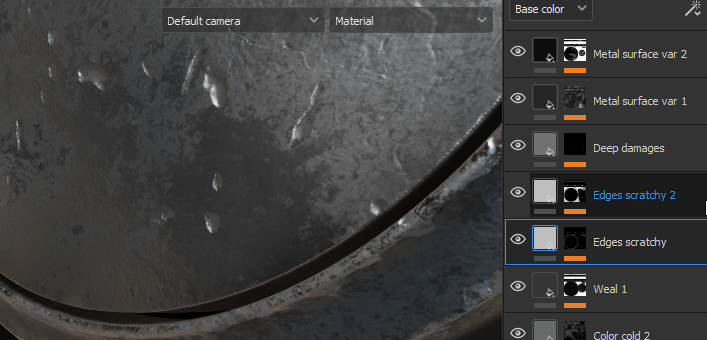 Default camera
Material
Base color
Metal surface var 2
Metal surface var 1
Deep damages
Edges scratchy 2
Edges scratchy
Weal 1
Color cold 2